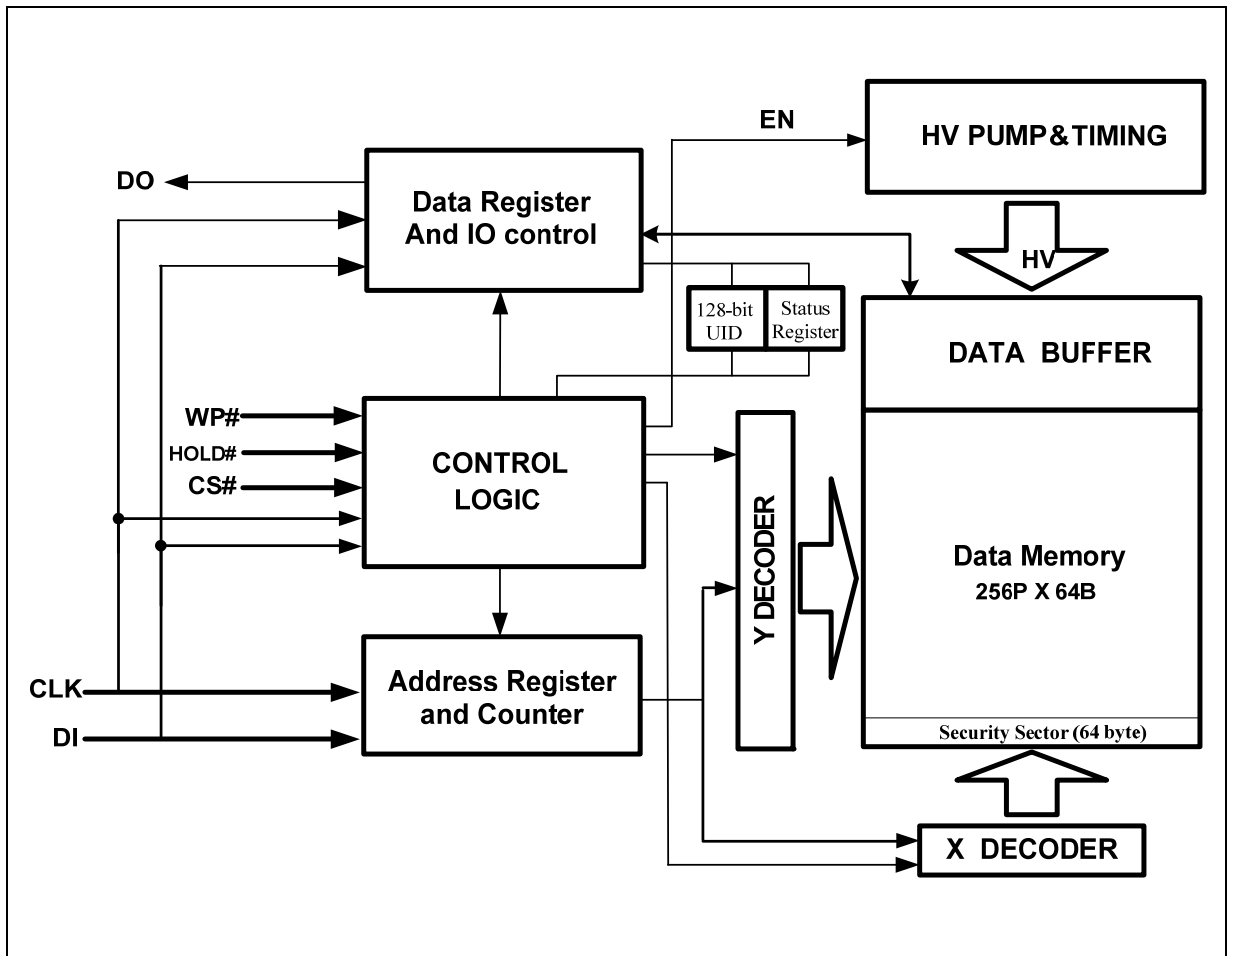 EN
HV PUMP&TIMING
DO
Data Register
And IO control
HV
128-bit
UID
Status
Register
DATA BUFFER
WP#
HOLD#
CS#
CONTROL
LOGIC
Y DECODER
Data Memory
256P X 64B
CLK
DI
Address Register
and Counter
Security Sector (64 byte)
X DECODER